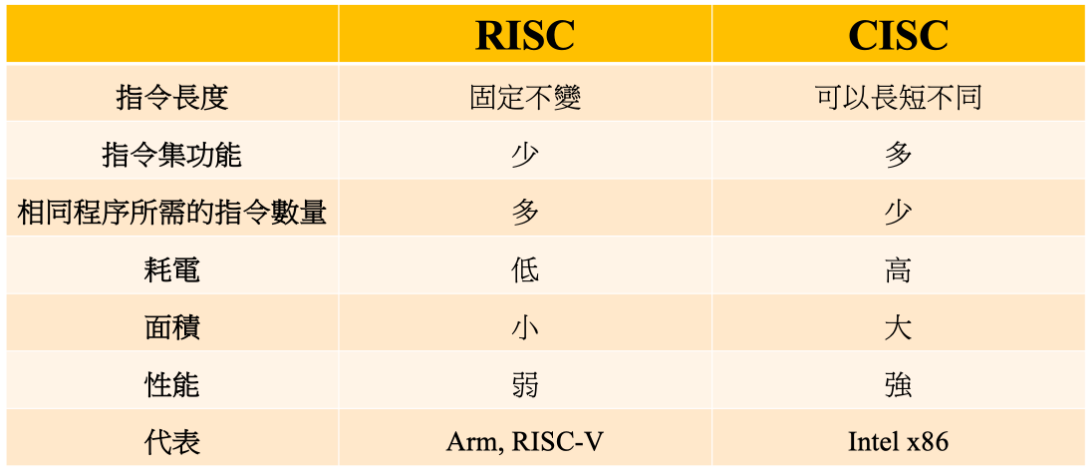 RISC CISC
指令長度 固定不變 可以長短不同
指令集功能 少 多
相同程序所需的指令數量 多 少
耗電 低 高
面積 小 大
性能 弱 強
代表 Arm, RISC-V Intel x86